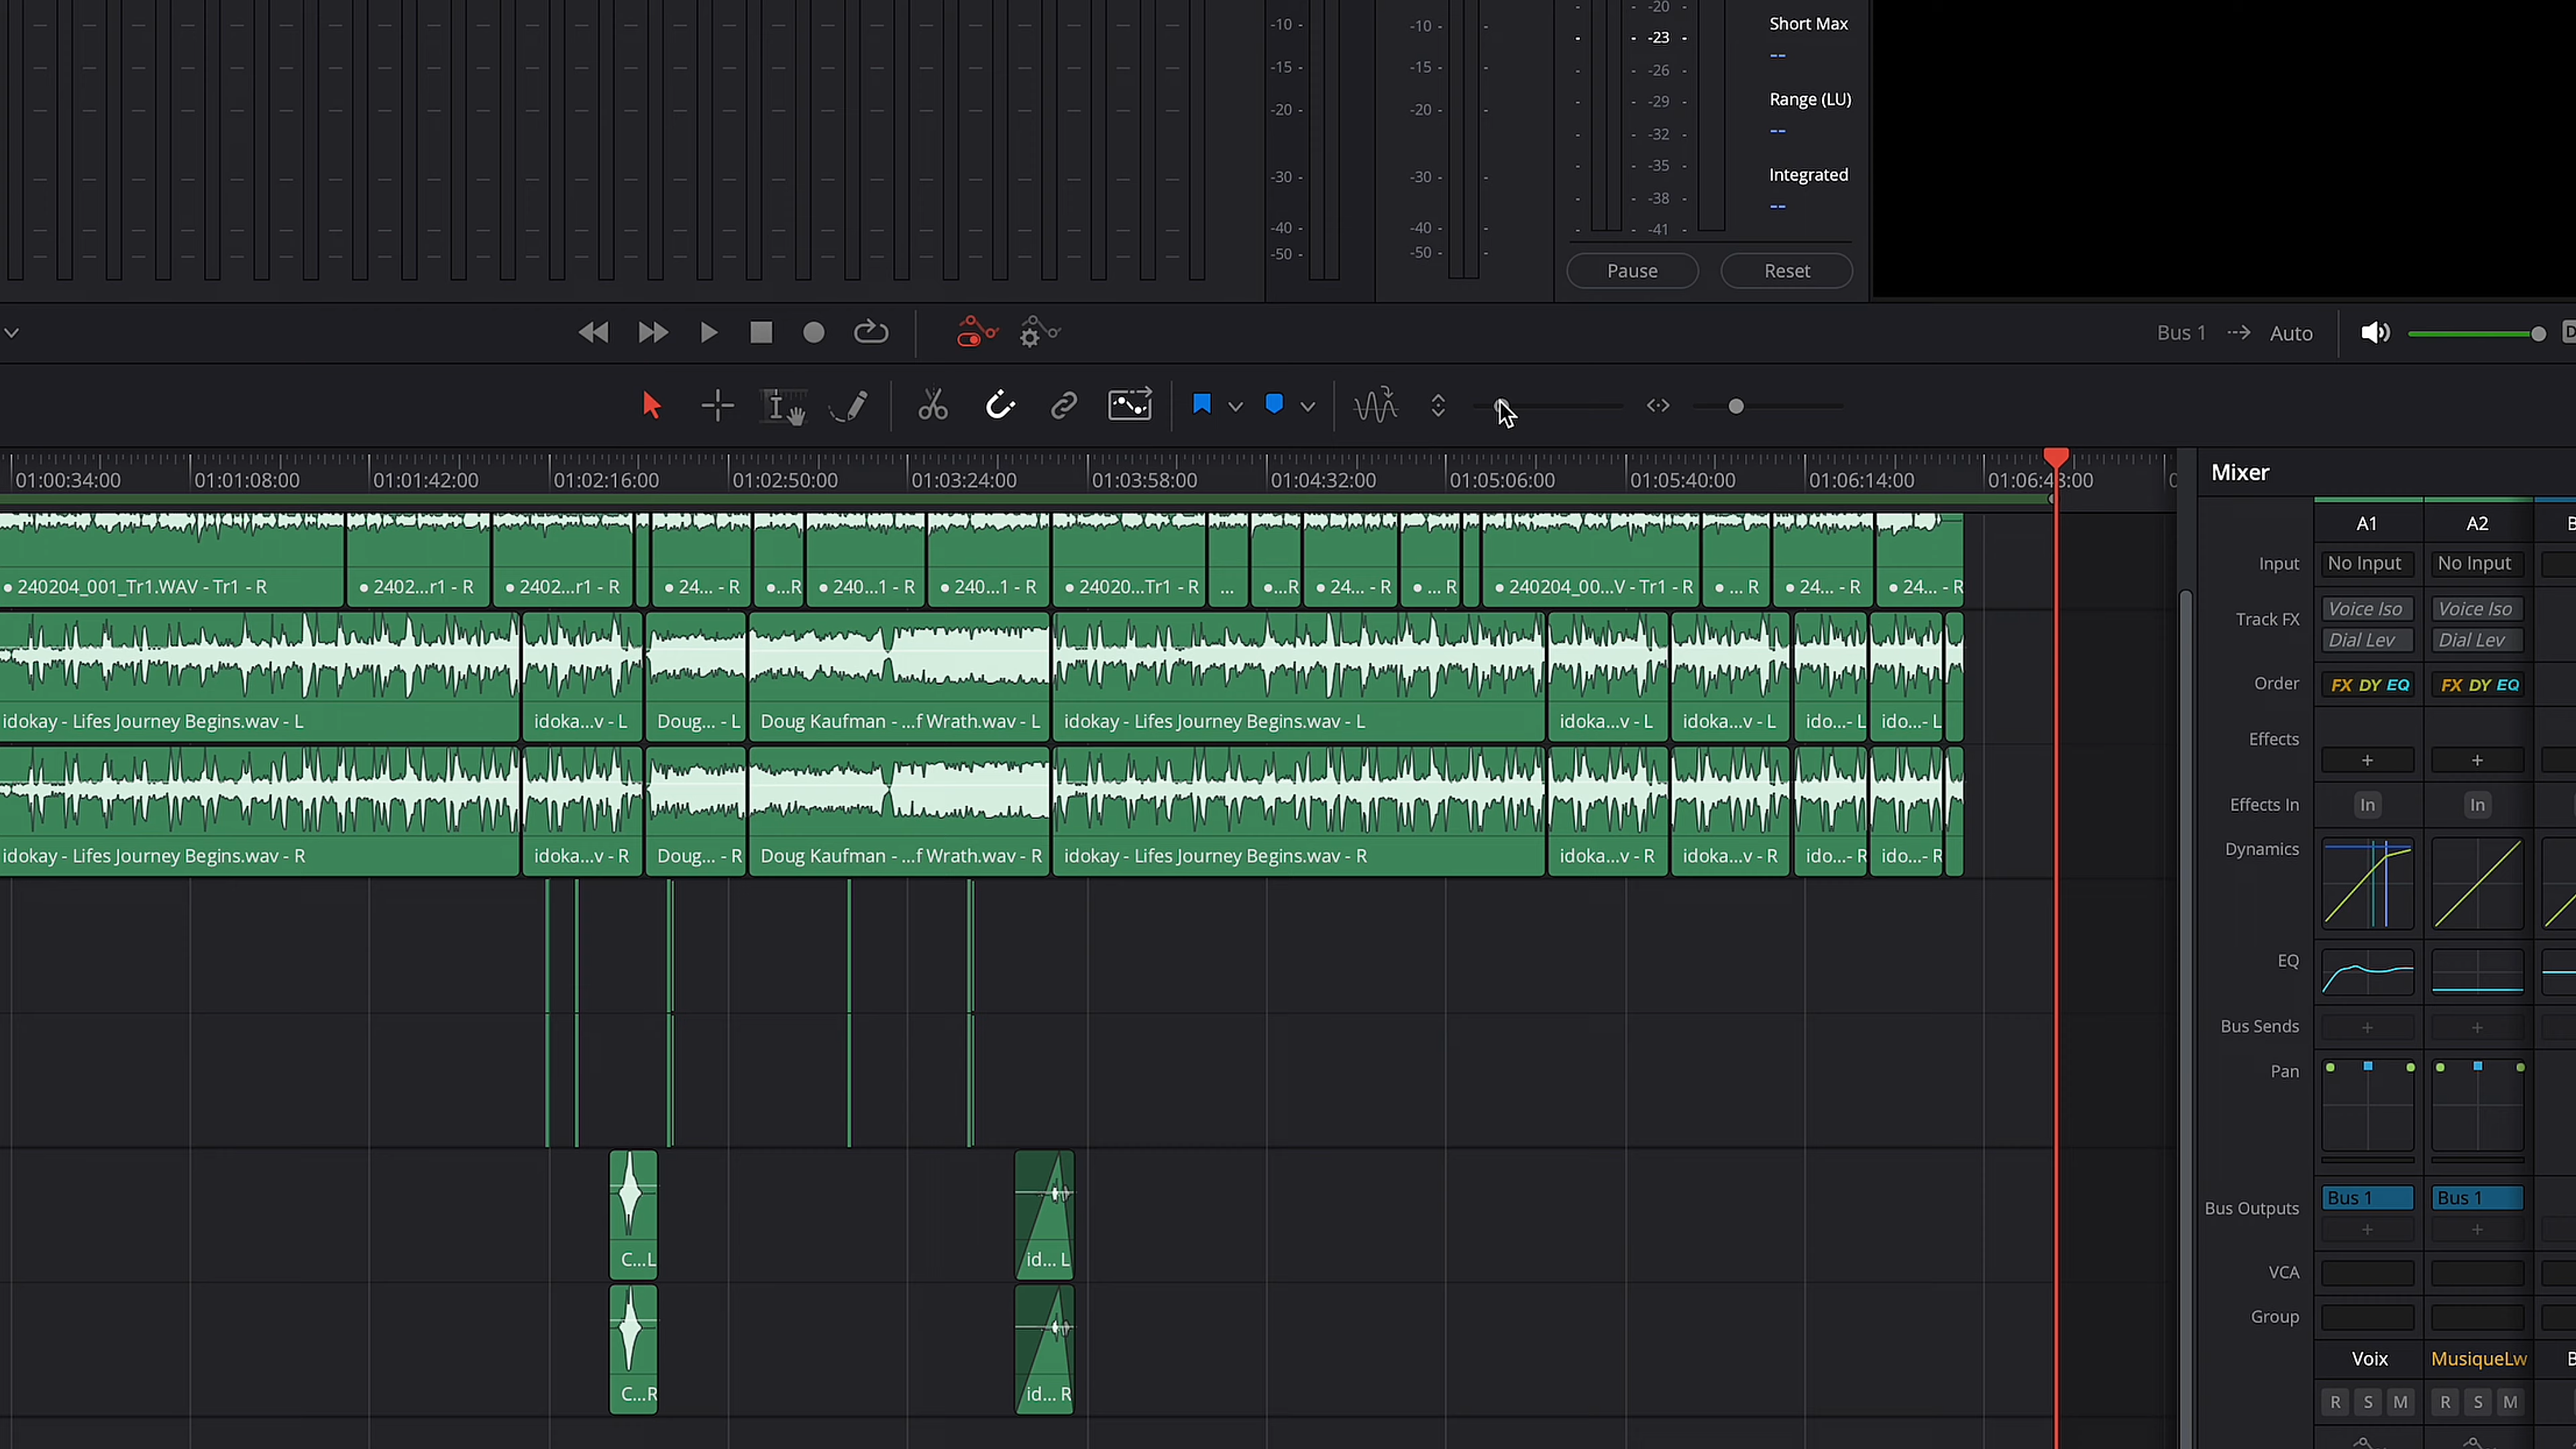 -10 - -10 - - -20 Short Max
- - -23 - --
-15 - -15 - - - - -26
- - -29 Range (LU)
-20 - -20 - - - - -32 --
- - -35 -
-30 - -30 - - Integrated
- - -38 - --
-40 - -40 -
-50 - -50 - - - -41
Pause Reset
Bus 1 Auto
01:00:34:00 01:01:08:00 01:01:42:00 01:02:16:00 01:02:50:00 01:03:24:00 01:03:58:00 01:04:32:00 01:05:06:00 01:05:40:00 01:06:14:00 01:06:48:00
240204_001_Tr1.WAV - Tr1 - R 2402...r1 - R 2402...r1 - R 24... - R ...R 240...1 - R 240...1 - R 24020...Tr1 - R ... ...R 24... - R ... R 240204_00...V - Tr1 - R ... R 24... - R 24... - R
idokay - Lifes Journey Begins.wav - L idoka...v - L Doug... - L Doug Kaufman - ...f Wrath.wav - L idokay - Lifes Journey Begins.wav - L idoka...v - L idoka...v - L ido...- L ido...- L
idokay - Lifes Journey Begins.wav - R idoka...v - R Doug... - R Doug Kaufman - ...f Wrath.wav - R idokay - Lifes Journey Begins.wav - R idoka...v - R idoka...v - R ido...- R ido...- R
C...L id... L
C...R id... R
Mixer
A1 A2
Input No Input No Input
Track FX Voice Iso Voice Iso
Dial Lev Dial Lev
Order FX DY EQ FX DY EQ
Effects
+ +
Effects In In In
Dynamics
EQ
Bus Sends + +
Pan
Bus Outputs Bus 1 Bus 1
+ +
VCA
Group
Voix MusiqueLw
R S M R S M